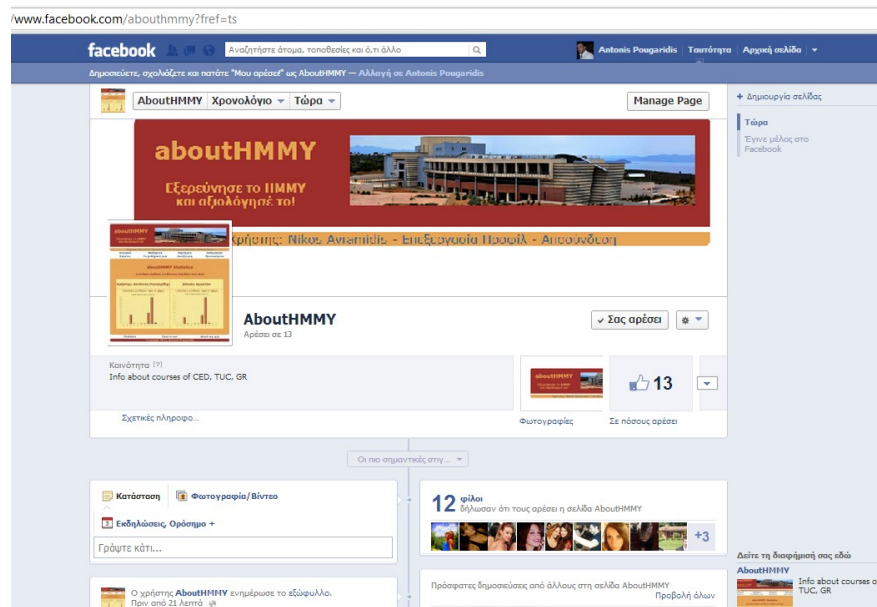 /www.facebook.com/abouthmmy?fref=ts
facebook
Αναζητήστε άτομα, τοποθεσίες και ό,τι άλλο
Antonis Pougaridis Ταυτότητα Αρχική σελίδα
Δημοσιεύετε, σχολιάζετε και πατάτε "Μου αρέσει!" ως AboutHMMY — Αλλαγή σε Antonis Pougaridis
AboutHMMY Χρονολόγιο Τώρα
Manage Page
+ Δημιουργία σελίδας
Τώρα
Έγινε μέλος στο
Facebook
aboutHMMY
Εξερεύνησε το ΗΜΜΥ
και αξιολόγησέ το!
Χρήστης: Nikos Avramidis - Επεξεργασία Προφίλ - Αποσύνδεση
aboutHMMY
aboutHMMY Statistics
AboutHMMY
Αρέσει σε 13
Σας αρέσει
Κοινότητα [?]
Info about courses of CED, TUC, GR
Σχετικές πληροφο...
aboutHMMY
13
Φωτογραφίες
Σε πόσους αρέσει
Οι πιο σημαντικές στιγ...
Κατάσταση
Φωτογραφία/Βίντεο
Εκδηλώσεις, Ορόσημο +
Γράψτε κάτι...
12 φίλοι
δήλωσαν ότι τους αρέσει η σελίδα AboutHMMY
+3
Ο χρήστης AboutHMMY ενημέρωσε το εξώφυλλο.
Πριν από 21 λεπτά
Πρόσφατες δημοσιεύσεις από άλλους στη σελίδα AboutHMMY
Προβολή όλων
Δείτε τη διαφήμισή σας εδώ
AboutHMMY
Info about courses o
TUC, GR